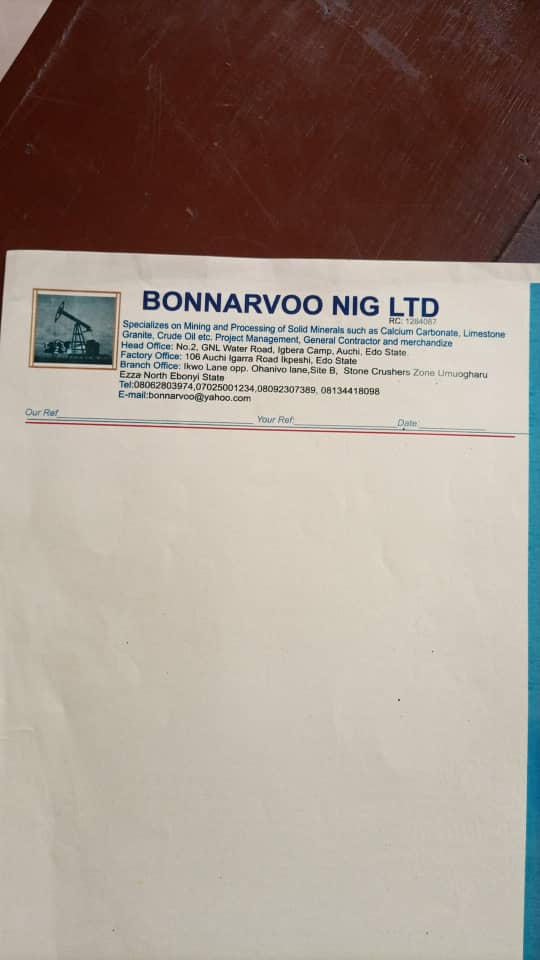 BONNARVOO NIG LTD
RC: 1284087
Specializes on Mining and Processing of Solid Minerals such as Calcium Carbonate, Limestone
Granite, Crude Oil etc. Project Management, General Contractor and merchandize
Head Office: No.2, GNL Water Road, Igbera Camp, Auchi, Edo State
Factory Office: 106 Auchi Igarra Road Ikpeshi, Edo State
Branch Office: Ikwo Lane opp. Ohanivo lane,Site B, Stone Crushers Zone Umuogharu
Ezza North Ebonyi State
Tel:08062803974,07025001234,08092307389, 08134418098
E-mail:bonnarvoo@yahoo.com
Our Ref Your Ref: Date: